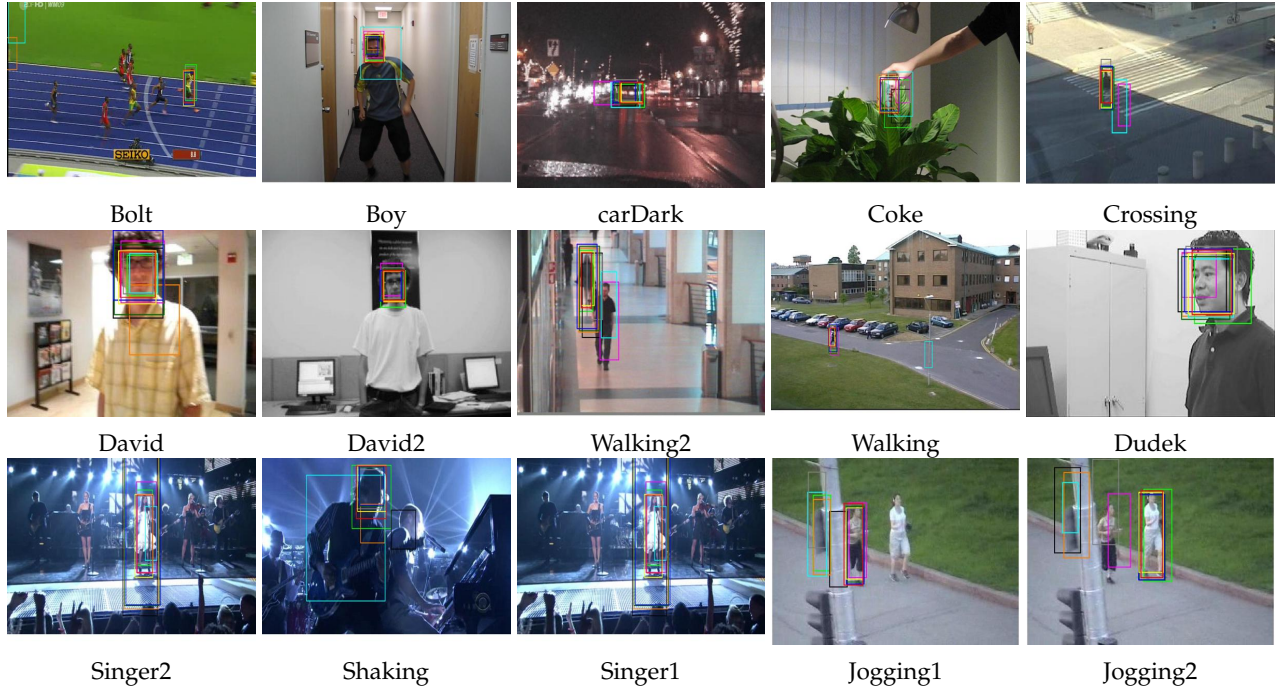 SEIKO
Bolt
Boy
carDark
Coke
Crossing
David
David2
Walking2
Walking
Dudek
Singer2
Shaking
Singer1
Jogging1
Jogging2